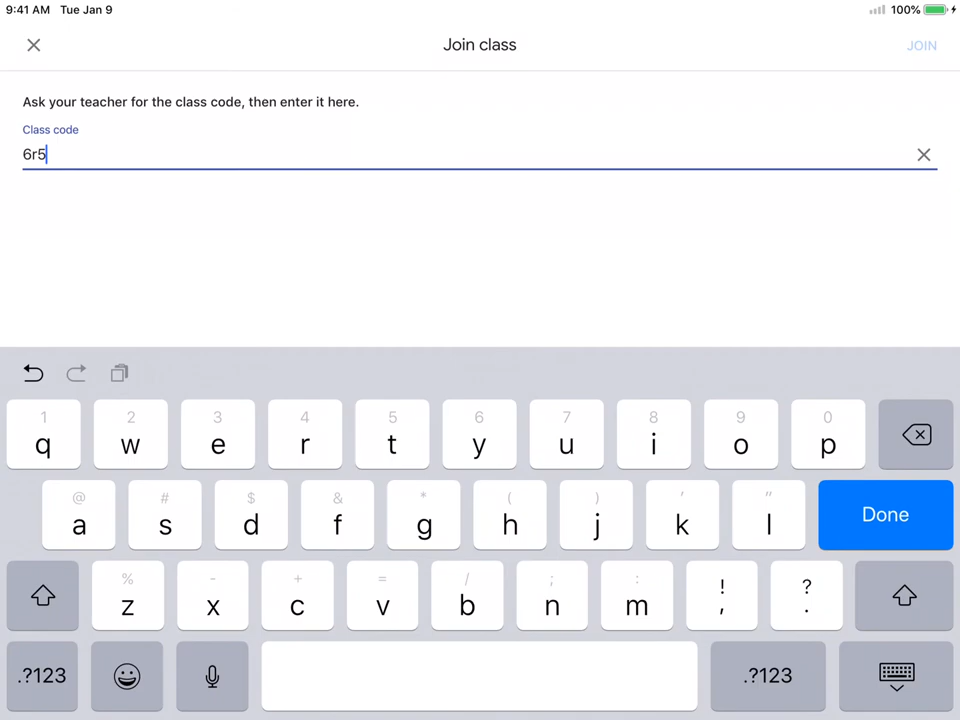 9:41 AM Tue Jan 9 100%
Join class JOIN
Ask your teacher for the class code, then enter it here.
Class code
6r5
1 2 3 4 5 6 7 8 9 0
q w e r t y u i o p
@ # $ & * ( ) ' "
a s d f g h j k l Done
% - + = / ; : ! ?
z x c v b n m , .
.?123 .?123